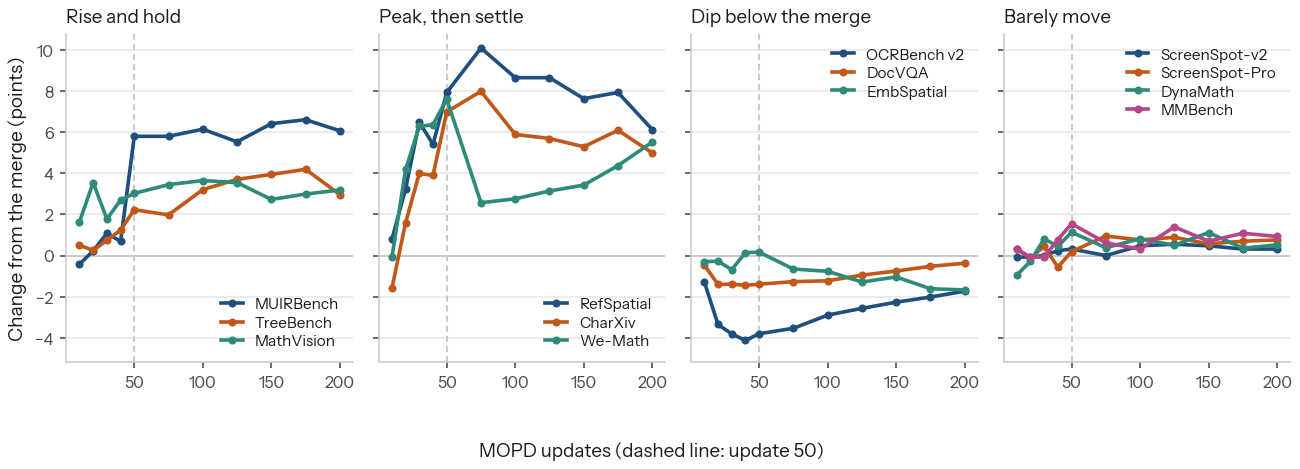 Rise and hold
Peak, then settle
Dip below the merge
Barely move
Change from the merge (points)
10
8
6
4
2
0
−2
−4
MUIRBench
TreeBench
MathVision
RefSpatial
CharXiv
We-Math
OCRBench v2
DocVQA
EmbSpatial
ScreenSpot-v2
ScreenSpot-Pro
DynaMath
MMBench
50 100 150 200
50 100 150 200
50 100 150 200
50 100 150 200
MOPD updates (dashed line: update 50)